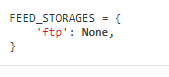 FEED_STORAGES = {
    'ftp': None,
}